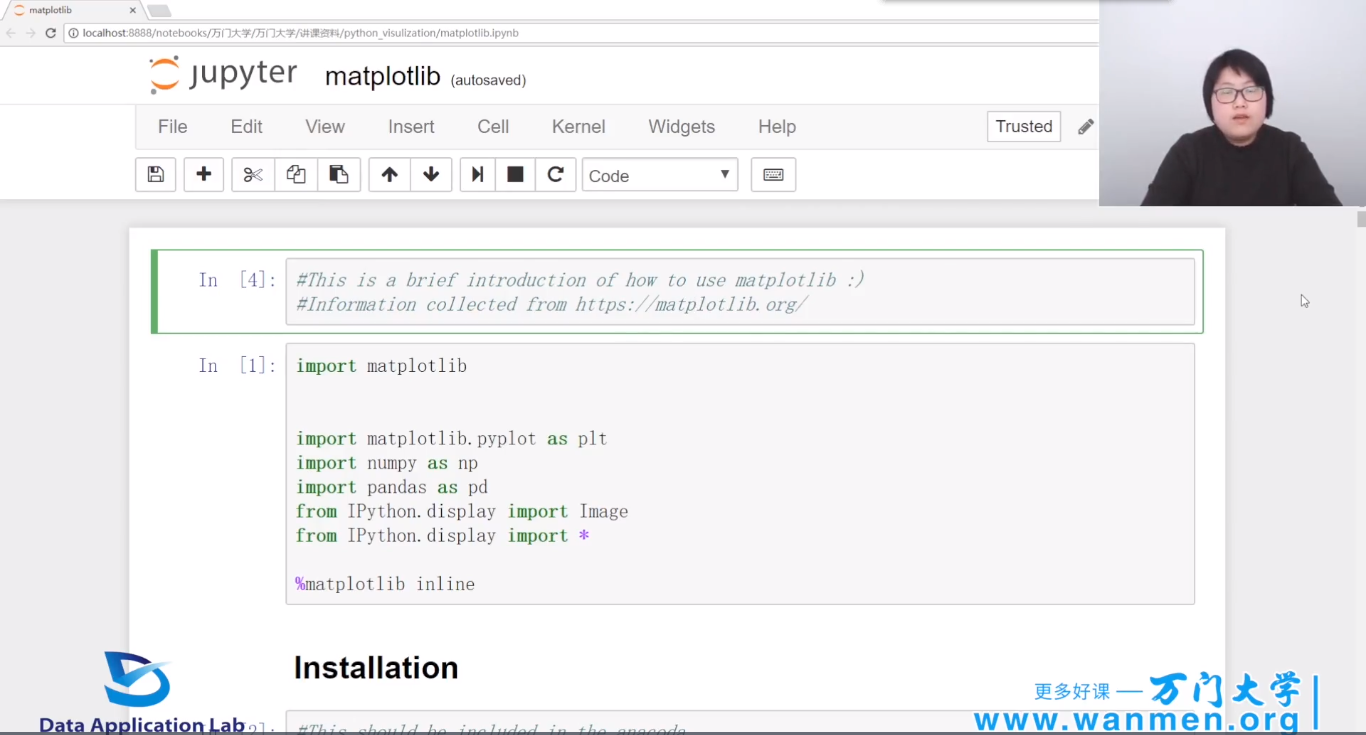 matplotlib
localhost:8888/notebooks/万门大学/万门大学/讲课资料/python_visulization/matplotlib.ipynb
jupyter matplotlib (autosaved)
File Edit View Insert Cell Kernel Widgets Help Trusted
Code
In [4]: #This is a brief introduction of how to use matplotlib :)
#Information collected from https://matplotlib.org/
In [1]: import matplotlib
import matplotlib.pyplot as plt
import numpy as np
import pandas as pd
from IPython.display import Image
from IPython.display import *
%matplotlib inline
Installation
更多好课 — 万门大学
www.wanmen.org
Data Application Lab
#This should be included in the anacoda